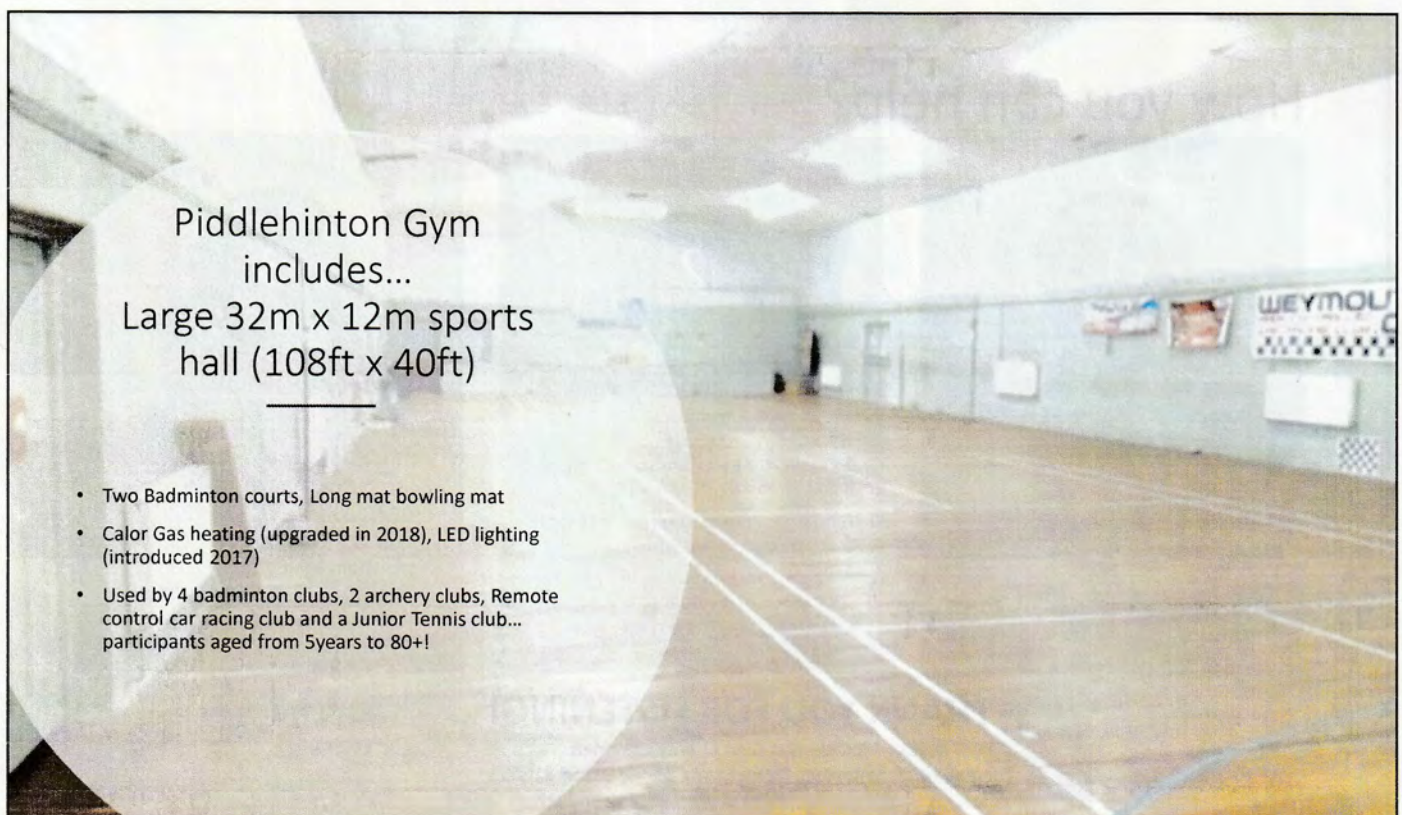 Piddlehinton Gym
includes...
Large 32m x 12m sports
hall (108ft x 40ft)
• Two Badminton courts, Long mat bowling mat
• Calor Gas heating (upgraded in 2018), LED lighting
(introduced 2017)
• Used by 4 badminton clubs, 2 archery clubs, Remote
control car racing club and a Junior Tennis club...
participants aged from 5years to 80+!
WEYMOU